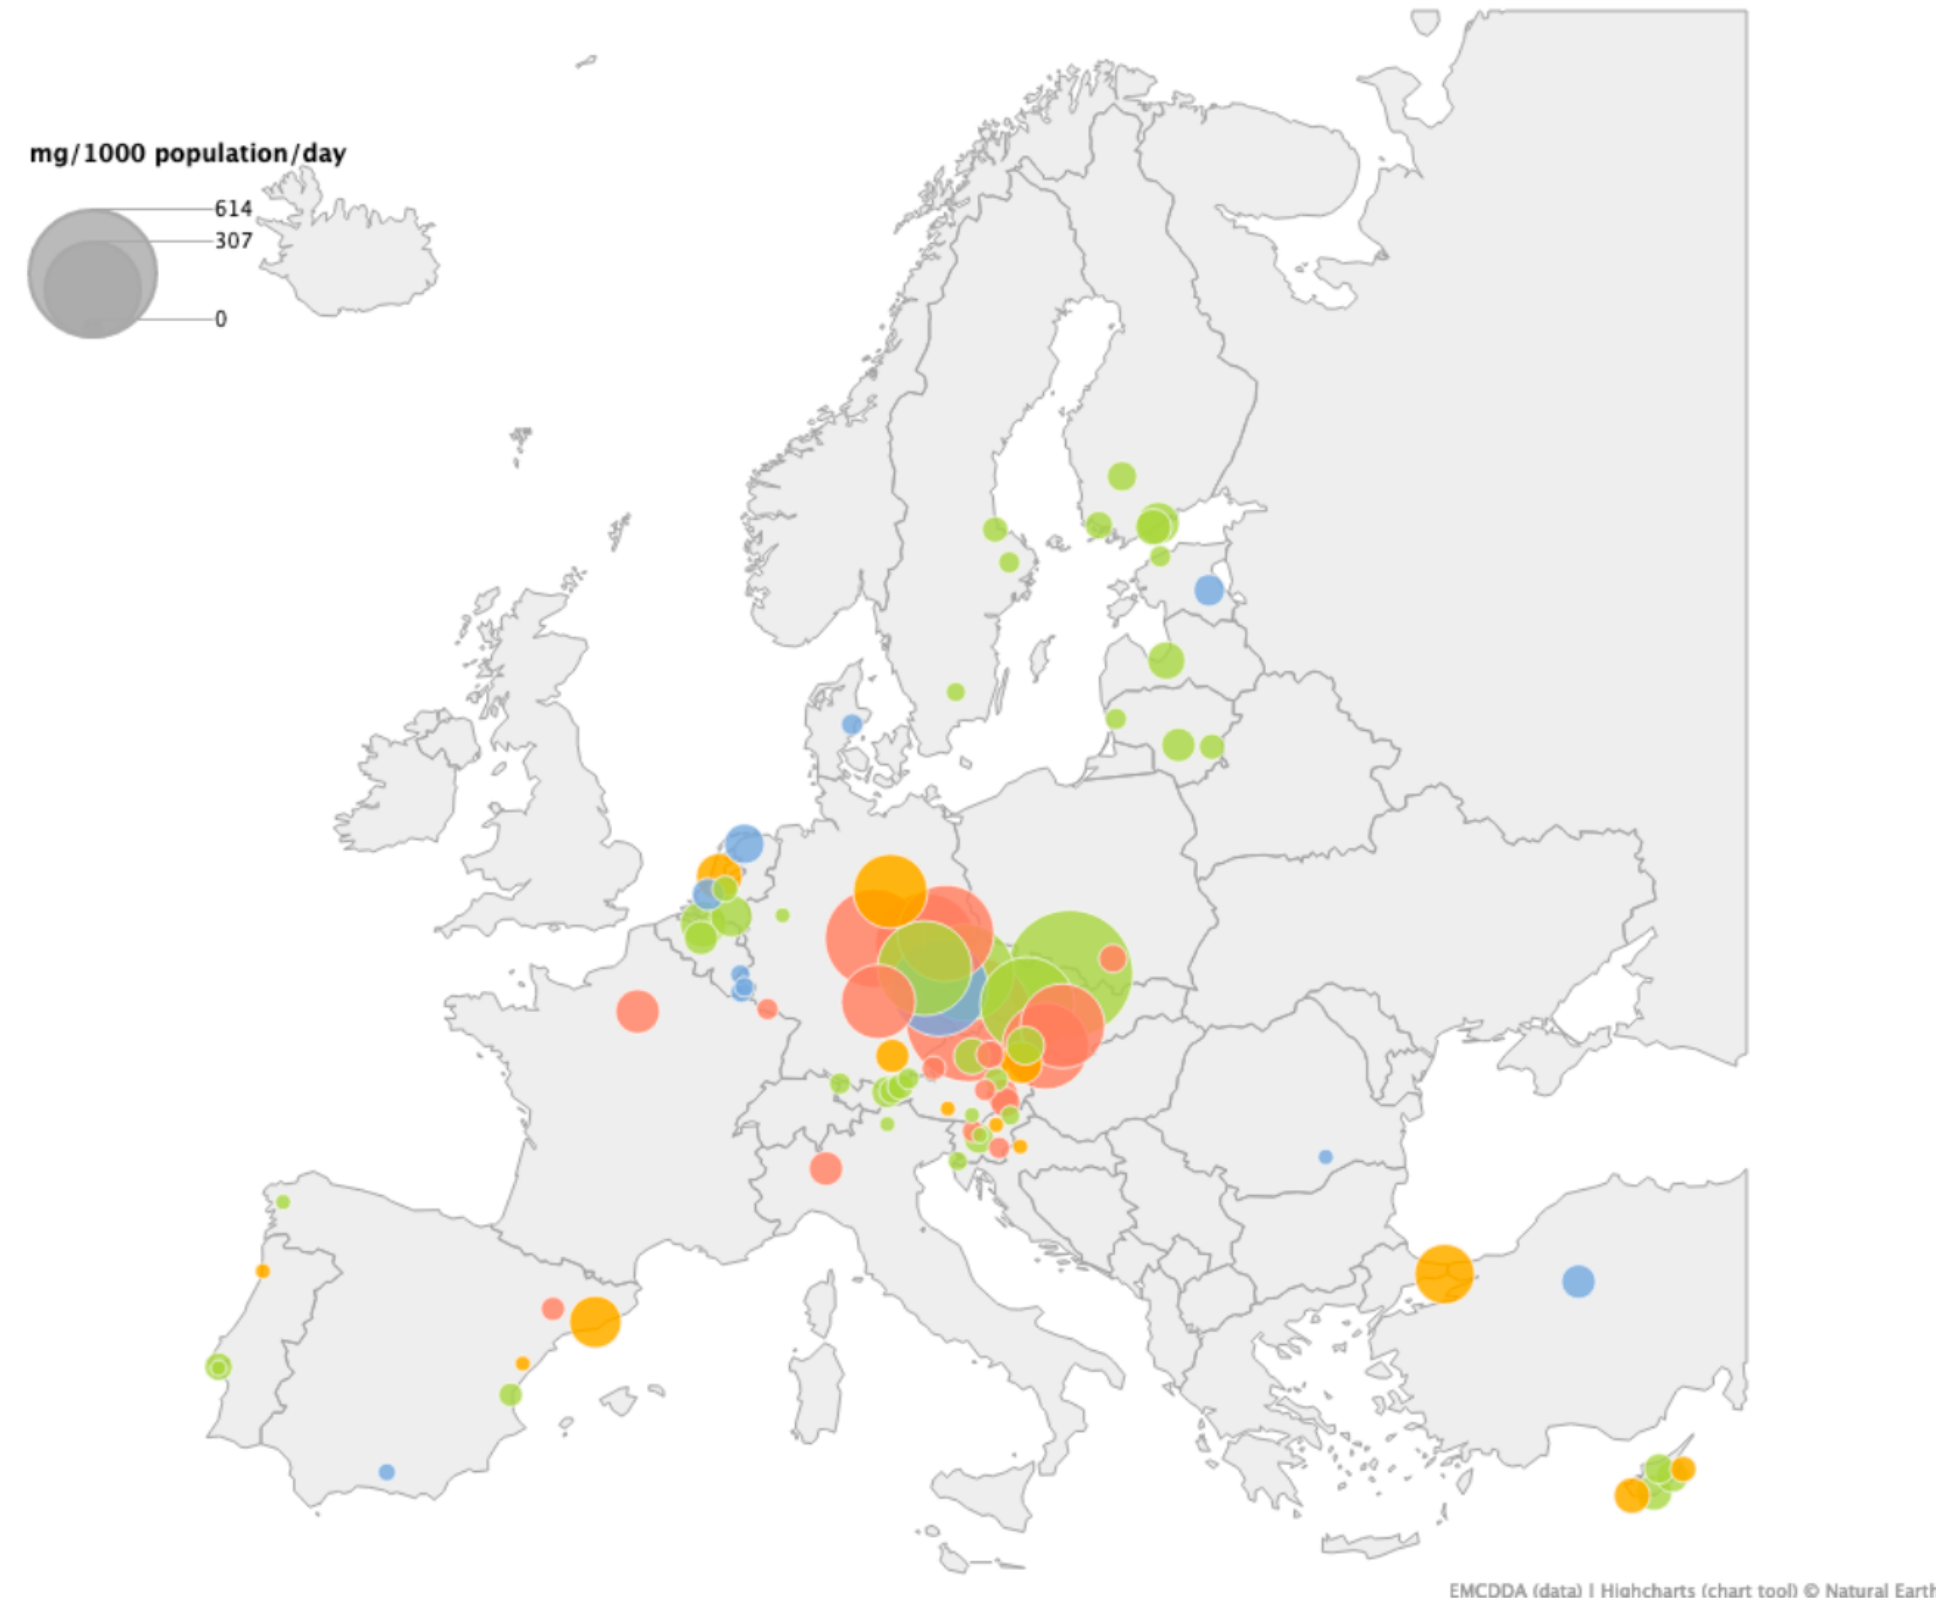 mg/1000 population/day
614
307
0
EMCDDA (data) | Highcharts (chart tool) © Natural Earth